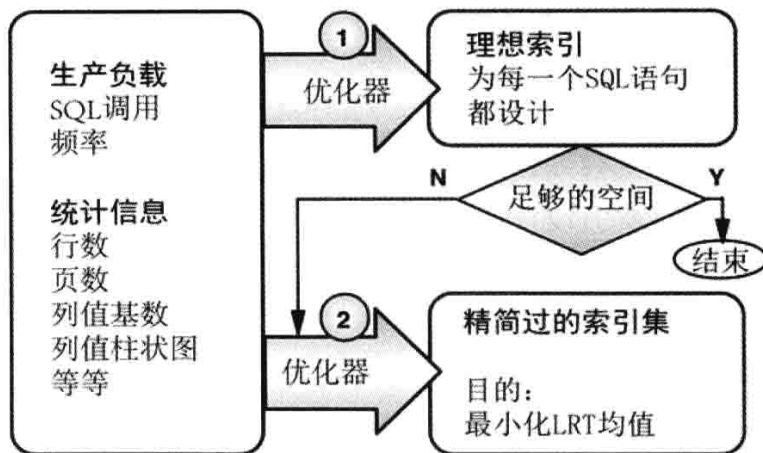 生产负载
SQL调用
频率
统计信息
行数
页数
列值基数
列值柱状图
等等
1
优化器
理想索引
为每一个SQL语句
都设计
N
足够的空间
Y
结束
2
优化器
精简过的索引集
目的：
最小化LRT均值